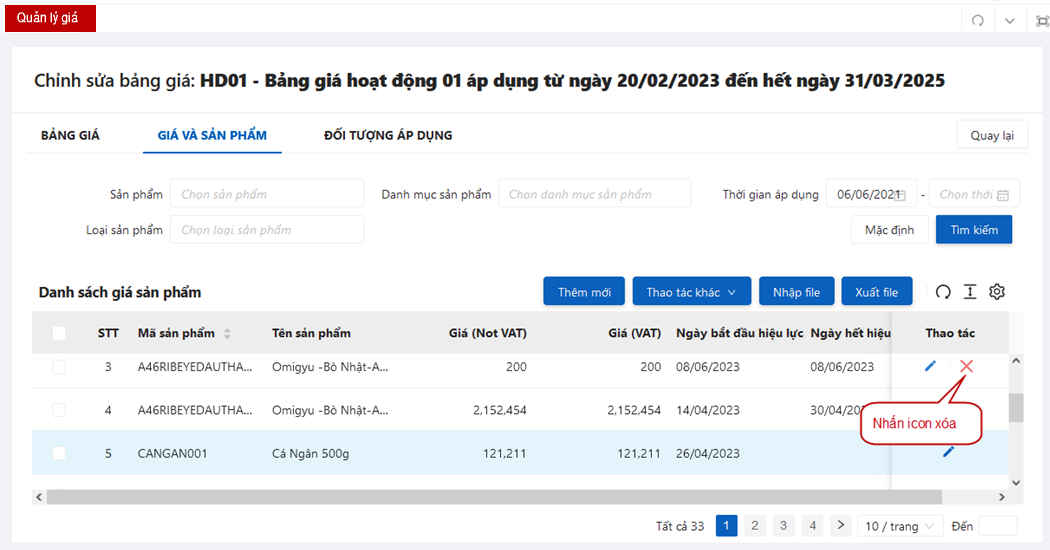 Quản lý giá
Chỉnh sửa bảng giá: HD01 - Bảng giá hoạt động 01 áp dụng từ ngày 20/02/2023 đến hết ngày 31/03/2025
BẢNG GIÁ GIÁ VÀ SẢN PHẨM ĐỐI TƯỢNG ÁP DỤNG Quay lại
Sản phẩm Chọn sản phẩm Danh mục sản phẩm Chọn danh mục sản phẩm Thời gian áp dụng 06/06/2021 - Chọn thời
Loại sản phẩm Chọn loại sản phẩm Mặc định Tìm kiếm
Danh sách giá sản phẩm Thêm mới Thao tác khác Nhập file Xuất file
STT Mã sản phẩm Tên sản phẩm Giá (Not VAT) Giá (VAT) Ngày bắt đầu hiệu lực Ngày hết hiệu Thao tác
3 A46RIBEYEDAUTHA... Omigyu -Bò Nhật-A... 200 200 08/06/2023 08/06/2023
4 A46RIBEYEDAUTHA... Omigyu -Bò Nhật-A... 2,152,454 2,152,454 14/04/2023 30/04/202
Nhấn icon xóa
5 CANGAN001 Cá Ngân 500g 121,211 121,211 26/04/2023
Tất cả 33 1 2 3 4 > 10 / trang Đến